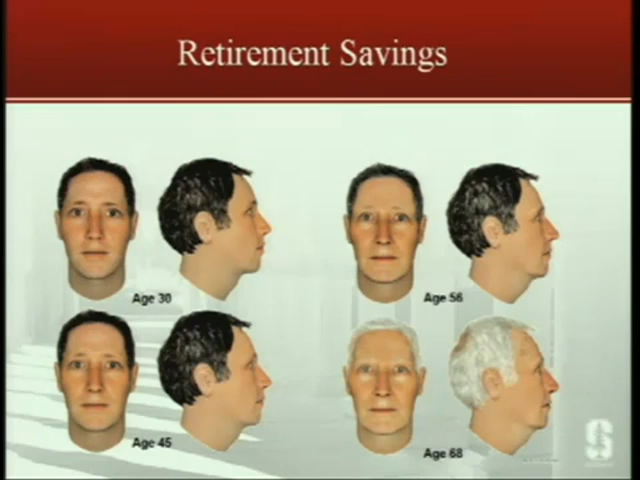 Retirement Savings
Age 30
Age 56
Age 45
Age 68
S